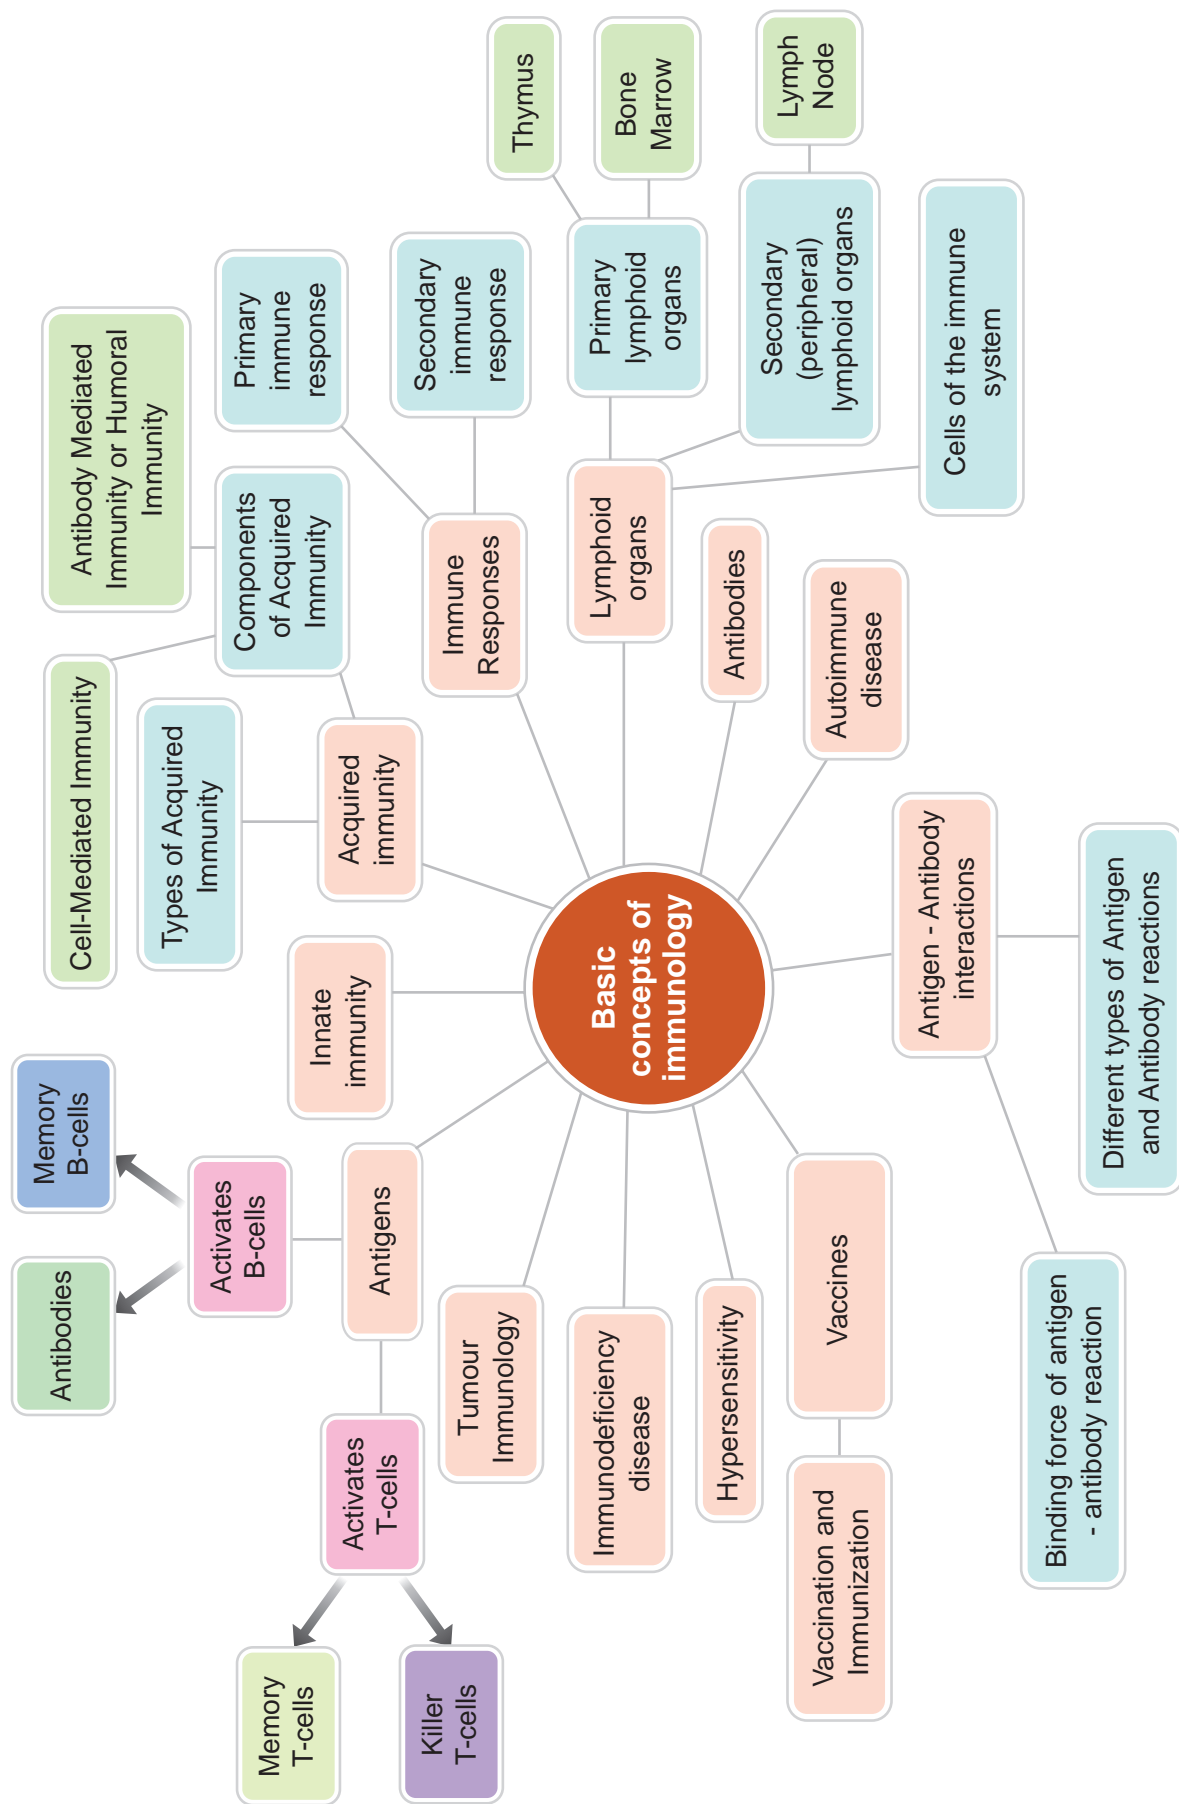 Basic
concepts of
immunology
Innate
immunity
Acquired
immunity
Types of Acquired
Immunity
Components
of Acquired
Immunity
Cell-Mediated Immunity
Antibody Mediated
Immunity or Humoral
Immunity
Immune
Responses
Primary
immune
response
Secondary
immune
response
Lymphoid
organs
Primary
lymphoid
organs
Thymus
Bone
Marrow
Secondary
(peripheral)
lymphoid organs
Lymph
Node
Cells of the immune
system
Antibodies
Autoimmune
disease
Antigen - Antibody
interactions
Different types of Antigen
and Antibody reactions
Binding force of antigen
- antibody reaction
Vaccines
Vaccination and
Immunization
Hypersensitivity
Immunodeficiency
disease
Tumour
Immunology
Antigens
Activates
B-cells
Memory
B-cells
Antibodies
Activates
T-cells
Memory
T-cells
Killer
T-cells